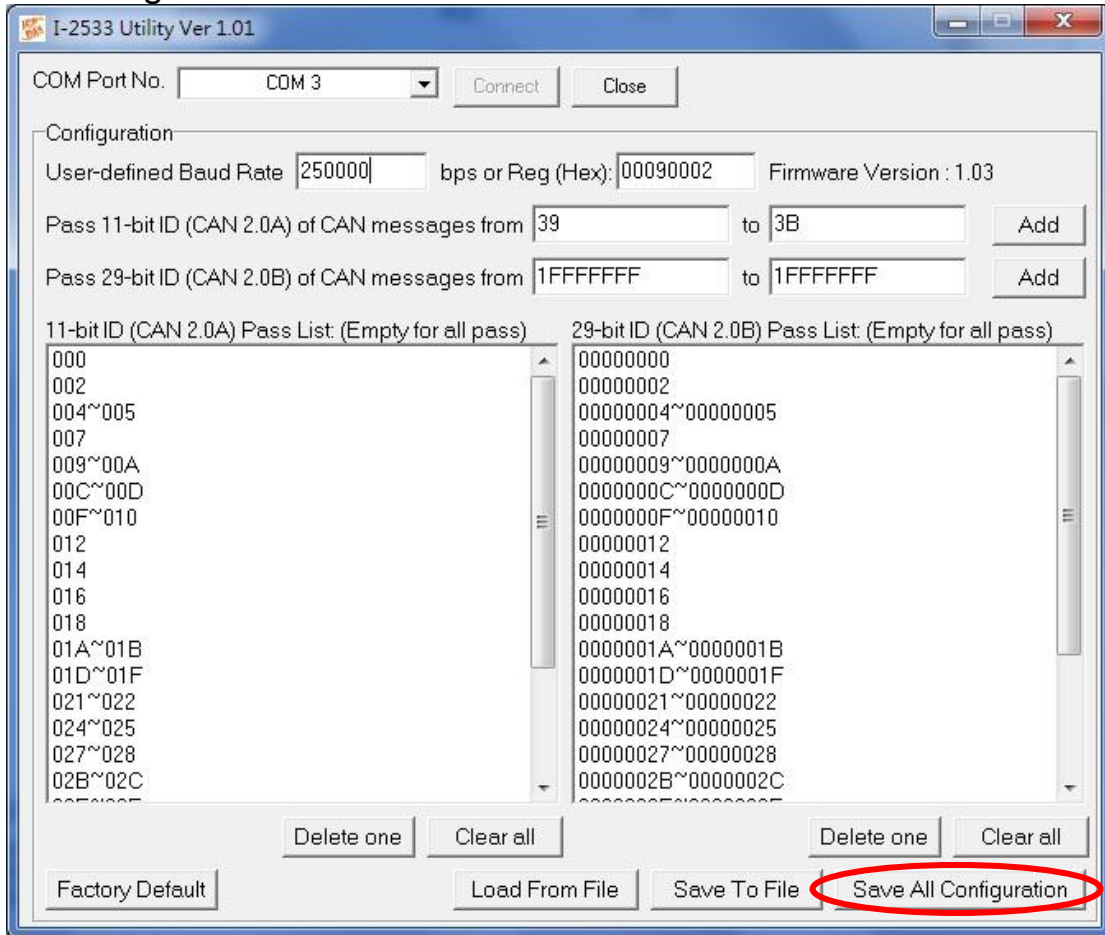 I-2533 Utility Ver 1.01
COM Port No. COM 3 Connect Close
Configuration
User-defined Baud Rate 250000 bps or Reg (Hex): 00090002 Firmware Version : 1.03
Pass 11-bit ID (CAN 2.0A) of CAN messages from 39 to 3B Add
Pass 29-bit ID (CAN 2.0B) of CAN messages from 1FFFFFFF to 1FFFFFFF Add
11-bit ID (CAN 2.0A) Pass List: (Empty for all pass)
000
002
004~005
007
009~00A
00C~00D
00F~010
012
014
016
018
01A~01B
01D~01F
021~022
024~025
027~028
02B~02C
Delete one Clear all
29-bit ID (CAN 2.0B) Pass List: (Empty for all pass)
00000000
00000002
00000004~00000005
00000007
00000009~0000000A
0000000C~0000000D
0000000F~00000010
00000012
00000014
00000016
00000018
0000001A~0000001B
0000001D~0000001F
00000021~00000022
00000024~00000025
00000027~00000028
0000002B~0000002C
Delete one Clear all
Factory Default Load From File Save To File Save All Configuration